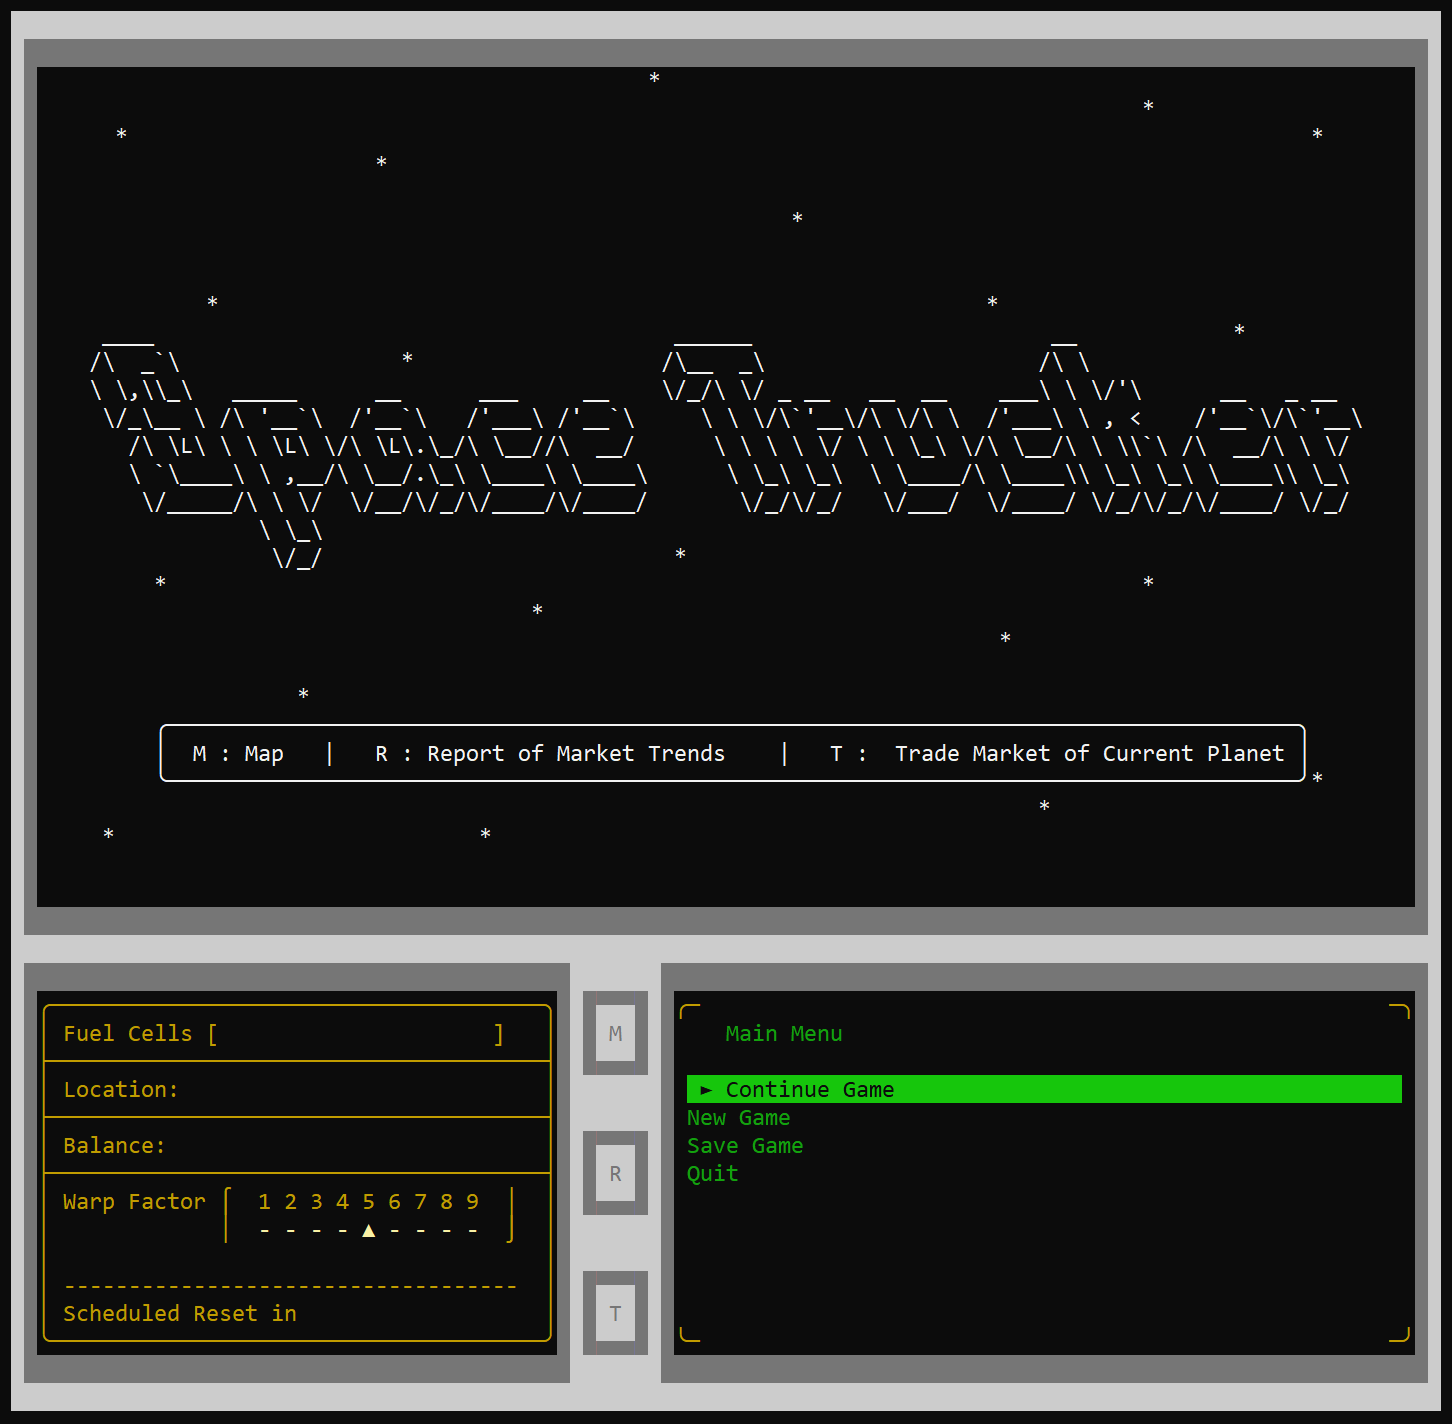 Space Trucker
M : Map | R : Report of Market Trends | T : Trade Market of Current Planet
Fuel Cells [ ]
Location:
Balance:
Warp Factor 1 2 3 4 5 6 7 8 9
- - - - ▲ - - - -
-----------------------------------
Scheduled Reset in
M
R
T
Main Menu
► Continue Game
New Game
Save Game
Quit